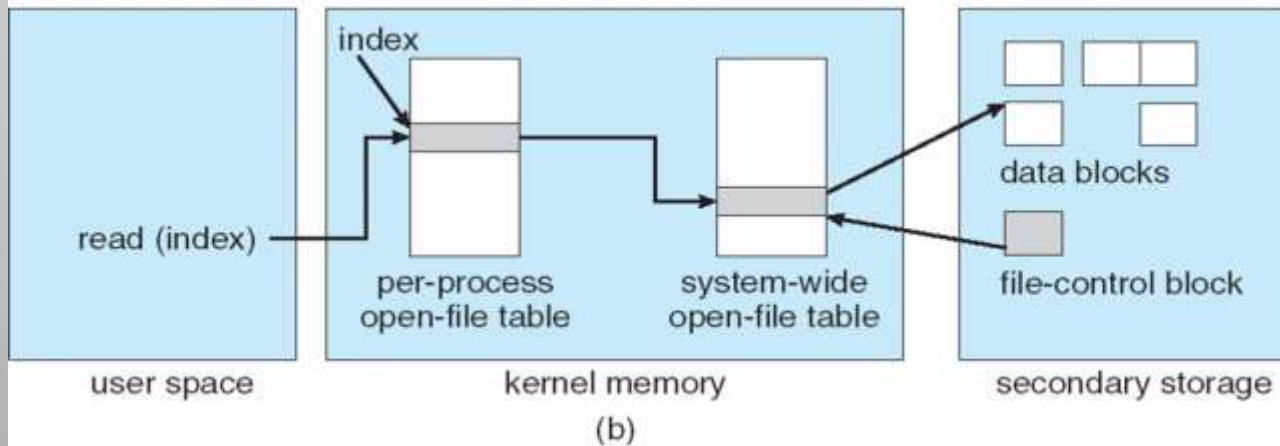 index
read (index)
per-process
open-file table
system-wide
open-file table
data blocks
file-control block
user space
kernel memory
secondary storage
(b)